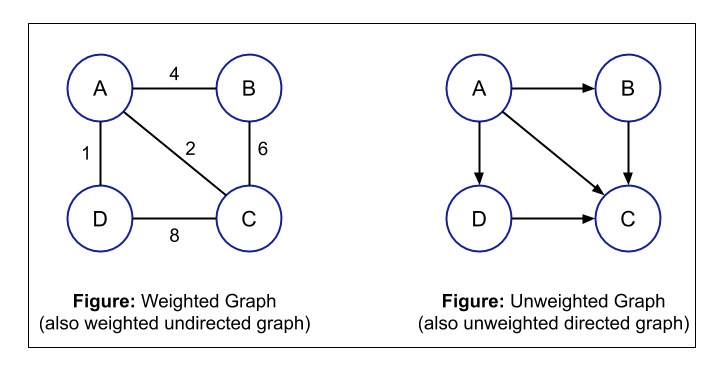 A
4
B
1
2
6
D
8
C
Figure: Weighted Graph
(also weighted undirected graph)
A
B
D
C
Figure: Unweighted Graph
(also unweighted directed graph)